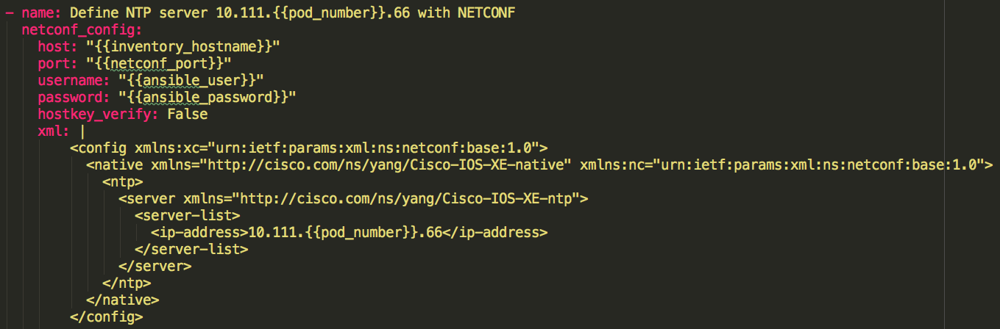 - name: Define NTP server 10.111.{{pod_number}}.66 with NETCONF
netconf_config:
host: "{{inventory_hostname}}"
port: "{{netconf_port}}"
username: "{{ansible_user}}"
password: "{{ansible_password}}"
hostkey_verify: False
xml: |
<config xmlns:xc="urn:ietf:params:xml:ns:netconf:base:1.0">
<native xmlns="http://cisco.com/ns/yang/Cisco-IOS-XE-native" xmlns:nc="urn:ietf:params:xml:ns:netconf:base:1.0">
<ntp>
<server xmlns="http://cisco.com/ns/yang/Cisco-IOS-XE-ntp">
<server-list>
<ip-address>10.111.{{pod_number}}.66</ip-address>
</server-list>
</server>
</ntp>
</native>
</config>